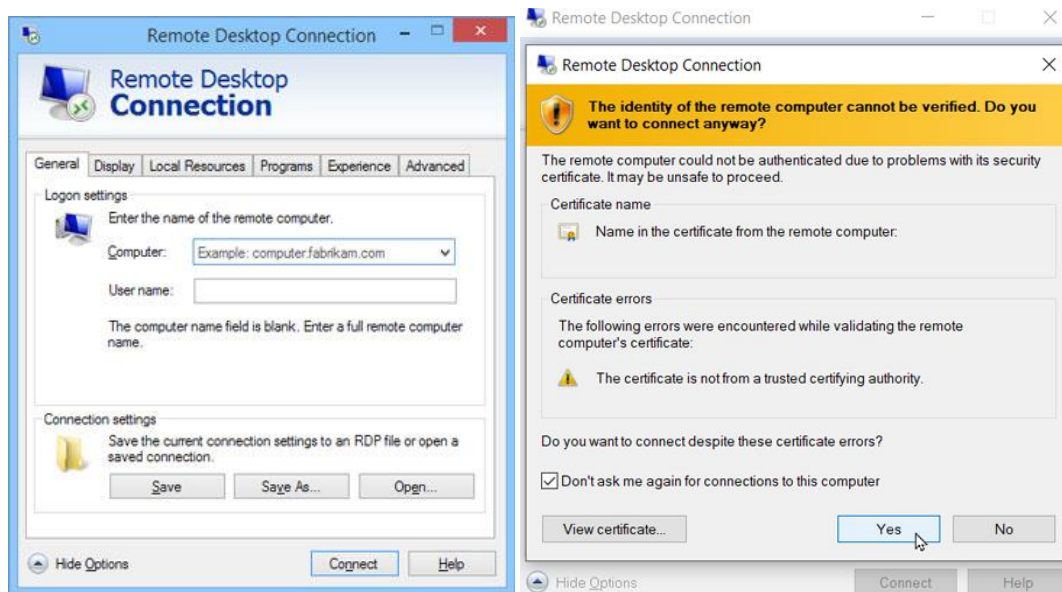 Remote Desktop Connection
Remote Desktop
Connection
General Display Local Resources Programs Experience Advanced
Logon settings
Enter the name of the remote computer.
Computer: Example: computer.fabrikam.com
User name:
The computer name field is blank. Enter a full remote computer
name.
Connection settings
Save the current connection settings to an RDP file or open a
saved connection.
Save Save As... Open...
Hide Options Connect Help
Remote Desktop Connection
Remote Desktop Connection
The identity of the remote computer cannot be verified. Do you
want to connect anyway?
The remote computer could not be authenticated due to problems with its security
certificate. It may be unsafe to proceed.
Certificate name
Name in the certificate from the remote computer:
Certificate errors
The following errors were encountered while validating the remote
computer's certificate:
The certificate is not from a trusted certifying authority.
Do you want to connect despite these certificate errors?
Don't ask me again for connections to this computer
View certificate... Yes No
Hide Options Connect Help